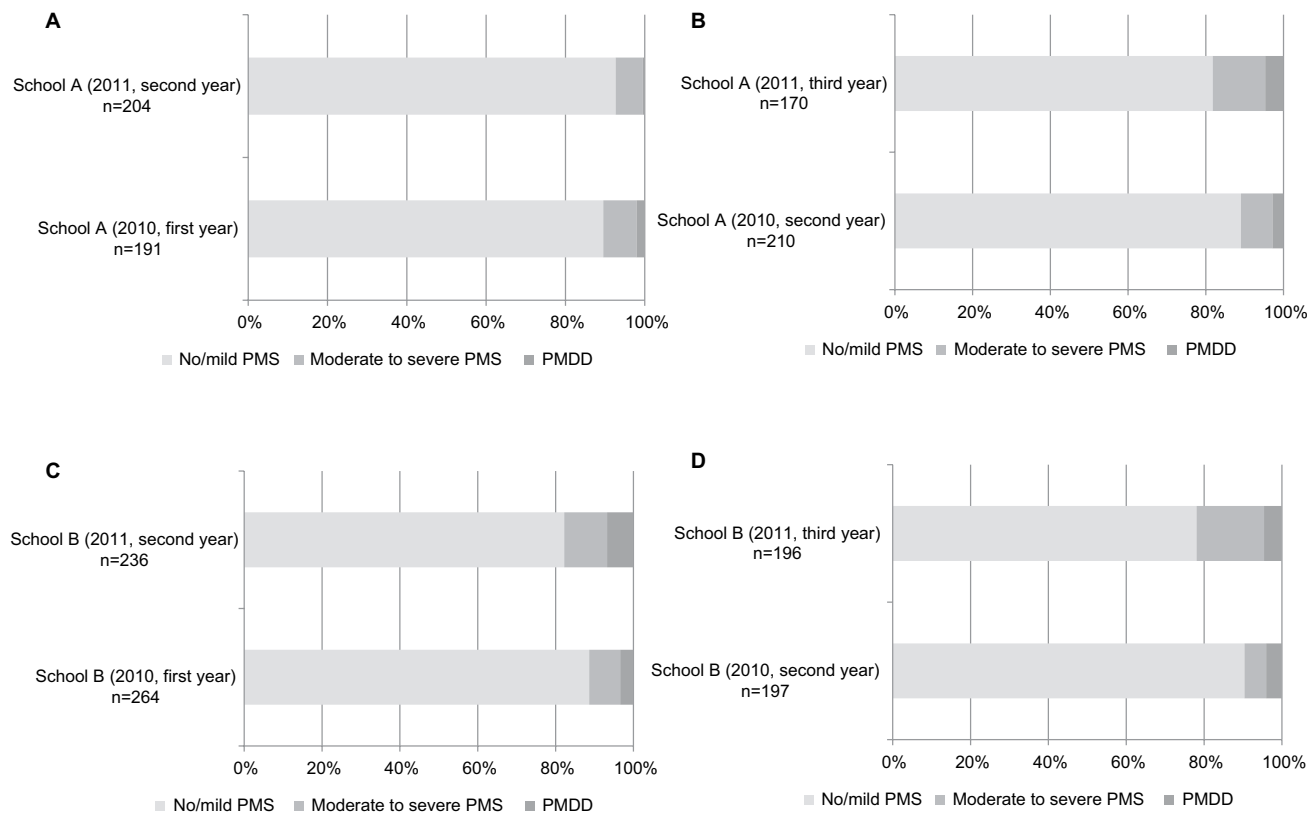 A
School A (2011, second year)
n=204
School A (2010, first year)
n=191
0% 20% 40% 60% 80% 100%
No/mild PMS Moderate to severe PMS PMDD
B
School A (2011, third year)
n=170
School A (2010, second year)
n=210
0% 20% 40% 60% 80% 100%
No/mild PMS Moderate to severe PMS PMDD
C
School B (2011, second year)
n=236
School B (2010, first year)
n=264
0% 20% 40% 60% 80% 100%
No/mild PMS Moderate to severe PMS PMDD
D
School B (2011, third year)
n=196
School B (2010, second year)
n=197
0% 20% 40% 60% 80% 100%
No/mild PMS Moderate to severe PMS PMDD